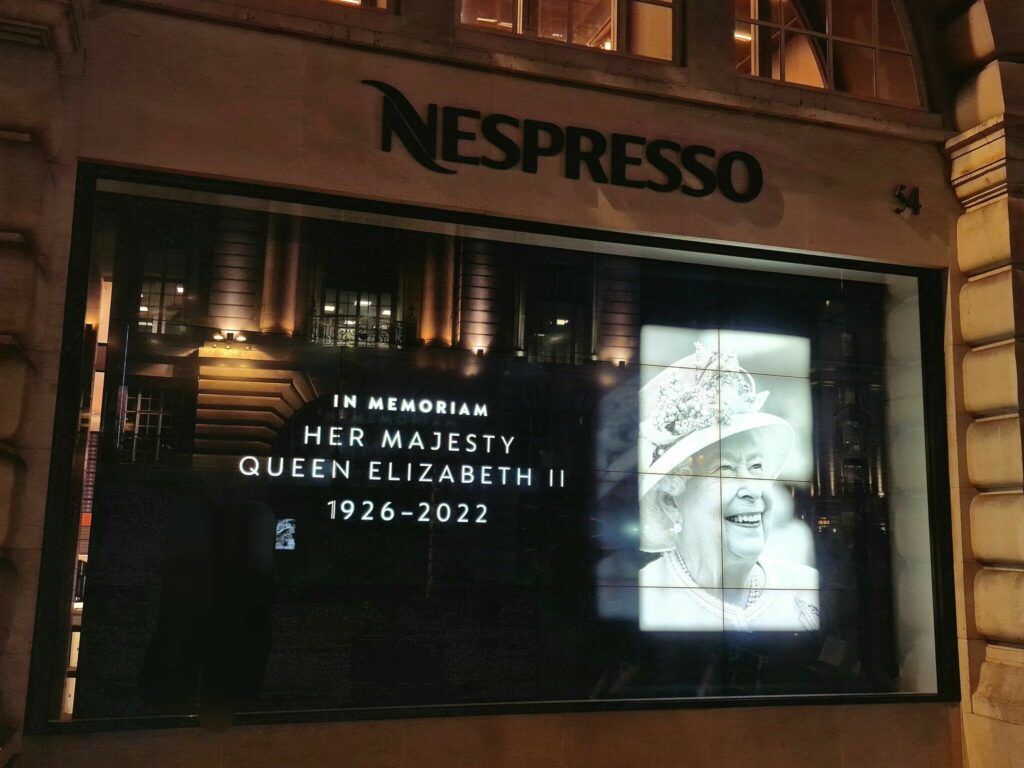 NESPRESSO
54
IN MEMORIAM
HER MAJESTY
QUEEN ELIZABETH II
1926–2022